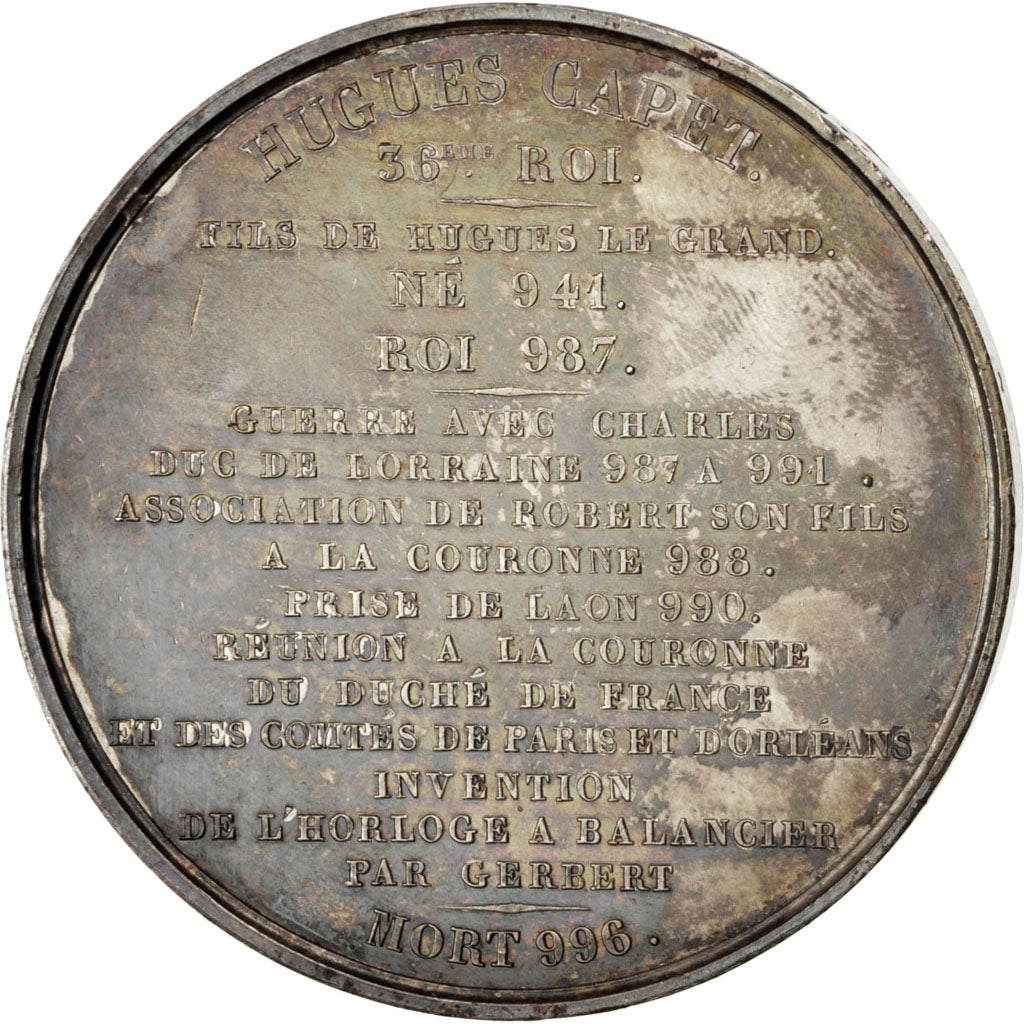 HUGUES CAPET.
36EME. ROI.
FILS DE HUGUES LE GRAND.
NÉ 941.
ROI 987.
GUERRE AVEC CHARLES
DUC DE LORRAINE 987 A 991.
ASSOCIATION DE ROBERT SON FILS
A LA COURONNE 988.
PRISE DE LAON 990.
RÉUNION A LA COURONNE
DU DUCHÉ DE FRANCE
ET DES COMTÉS DE PARIS ET D'ORLÉANS
INVENTION
DE L'HORLOGE A BALANCIER
PAR GERBERT
MORT 996.